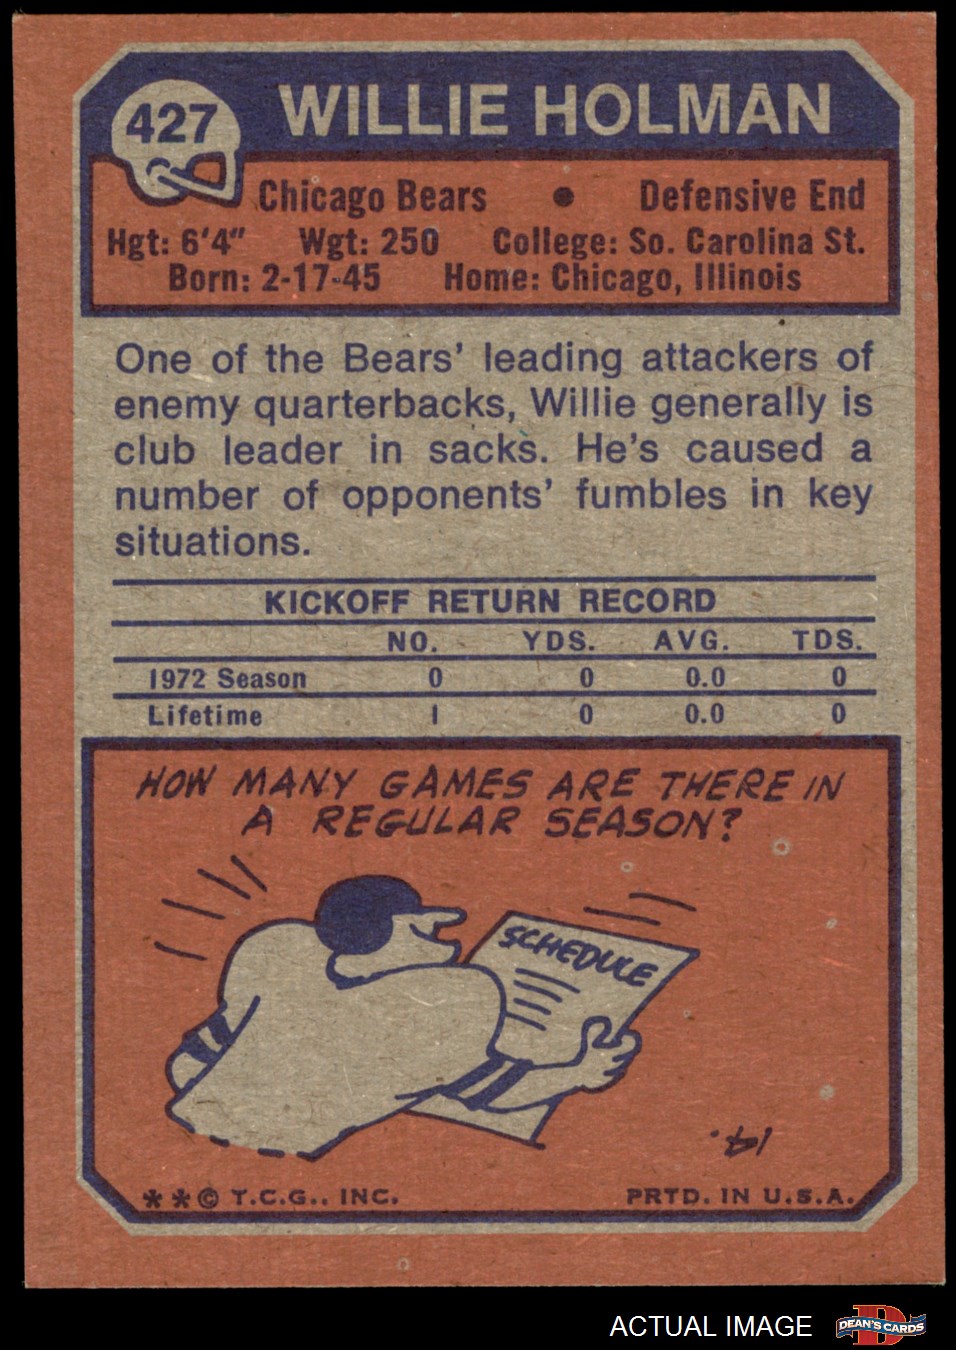 427
WILLIE HOLMAN
Chicago Bears • Defensive End
Hgt: 6'4" Wgt: 250 College: So. Carolina St.
Born: 2-17-45 Home: Chicago, Illinois
One of the Bears' leading attackers of
enemy quarterbacks, Willie generally is
club leader in sacks. He's caused a
number of opponents' fumbles in key
situations.
KICKOFF RETURN RECORD
NO. YDS. AVG. TDS.
1972 Season 0 0 0.0 0
Lifetime 1 0 0.0 0
HOW MANY GAMES ARE THERE IN
A REGULAR SEASON?
SCHEDULE
14.
**© T.C.G., INC. PRTD. IN U.S.A.
ACTUAL IMAGE
D
DEAN'S CARDS